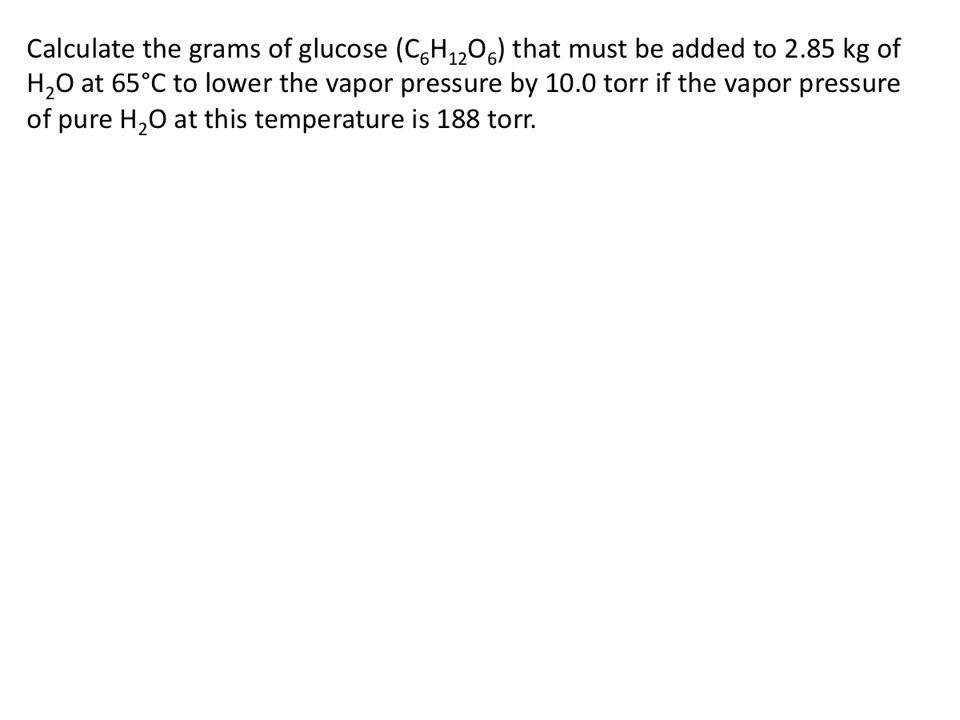 Calculate the grams of glucose (C₆H₁₂O₆) that must be added to 2.85 kg of
H₂O at 65°C to lower the vapor pressure by 10.0 torr if the vapor pressure
of pure H₂O at this temperature is 188 torr.